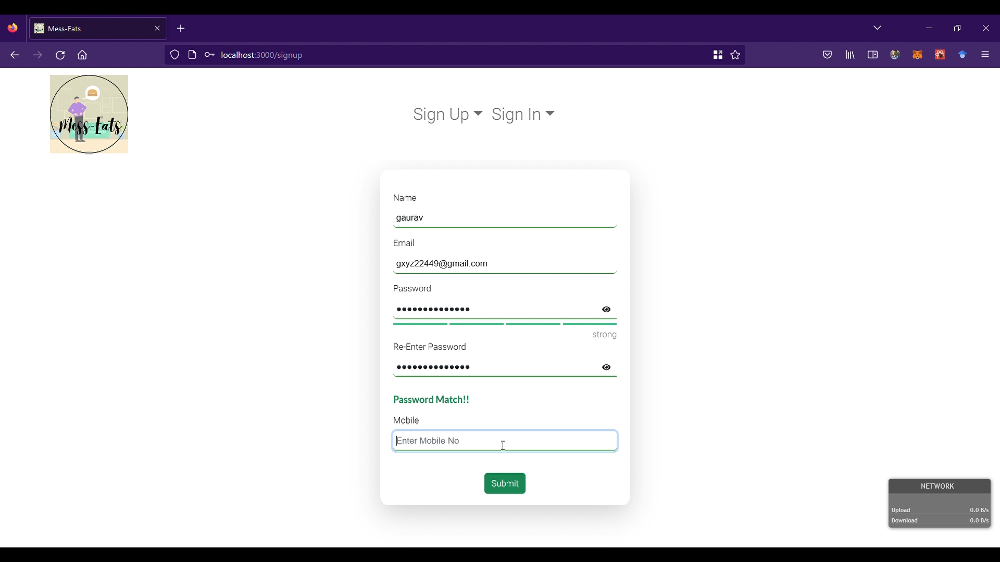 Mess-Eats
localhost:3000/signup
Mess-Eats
Sign Up Sign In
Name
gaurav
Email
gxyz22449@gmail.com
Password
••••••••••••••
strong
Re-Enter Password
••••••••••••••
Password Match!!
Mobile
Enter Mobile No
Submit
NETWORK
Upload 0.0 B/s
Download 0.0 B/s